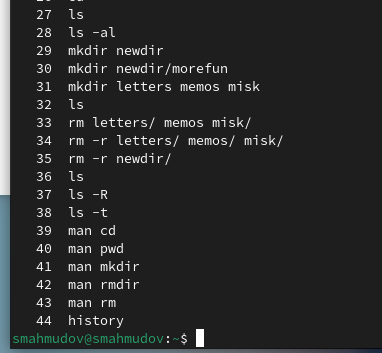 27 ls
28 ls -al
29 mkdir newdir
30 mkdir newdir/morefun
31 mkdir letters memos misk
32 ls
33 rm letters/ memos misk/
34 rm -r letters/ memos/ misk/
35 rm -r newdir/
36 ls
37 ls -R
38 ls -t
39 man cd
40 man pwd
41 man mkdir
42 man rmdir
43 man rm
44 history
smahmudov@smahmudov:~$